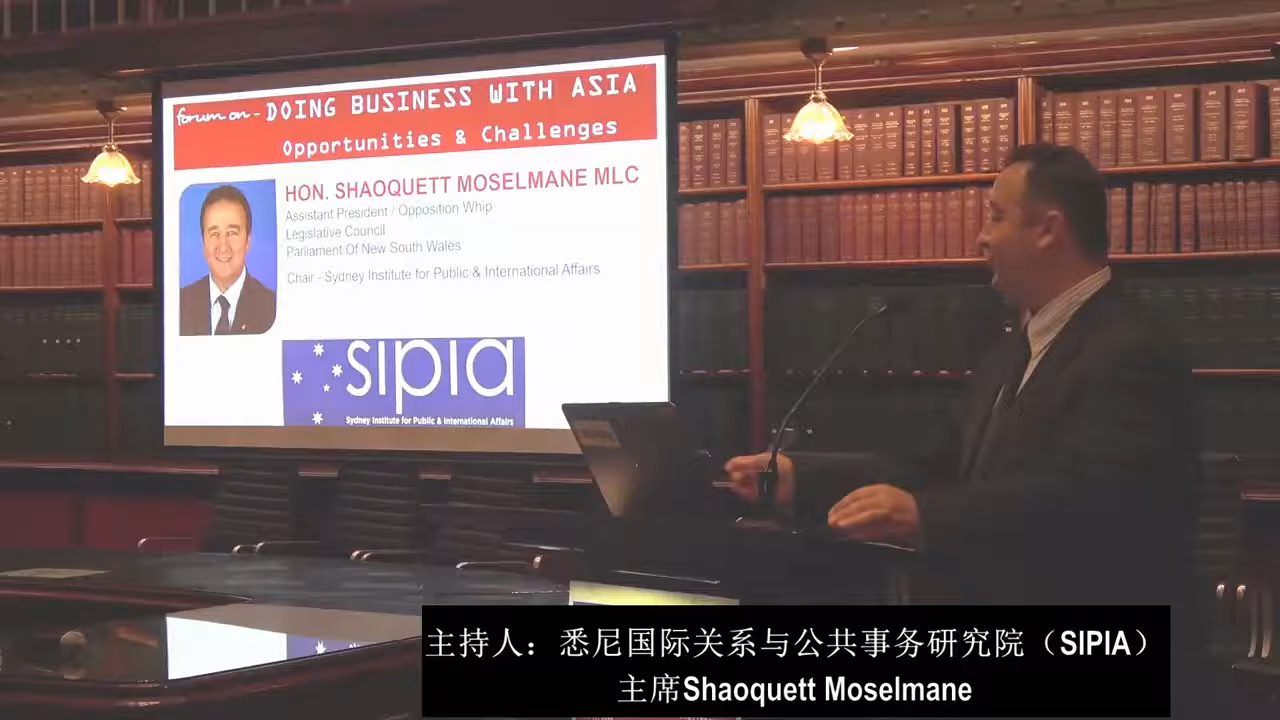 forum on - DOING BUSINESS WITH ASIA
Opportunities & Challenges
HON. SHAOQUETT MOSELMANE MLC
Assistant President / Opposition Whip
Legislative Council
Parliament Of New South Wales
Chair - Sydney Institute for Public & International Affairs
sipia
Sydney Institute for Public & International Affairs
主持人：悉尼国际关系与公共事务研究院（SIPIA）
主席Shaoquett Moselmane